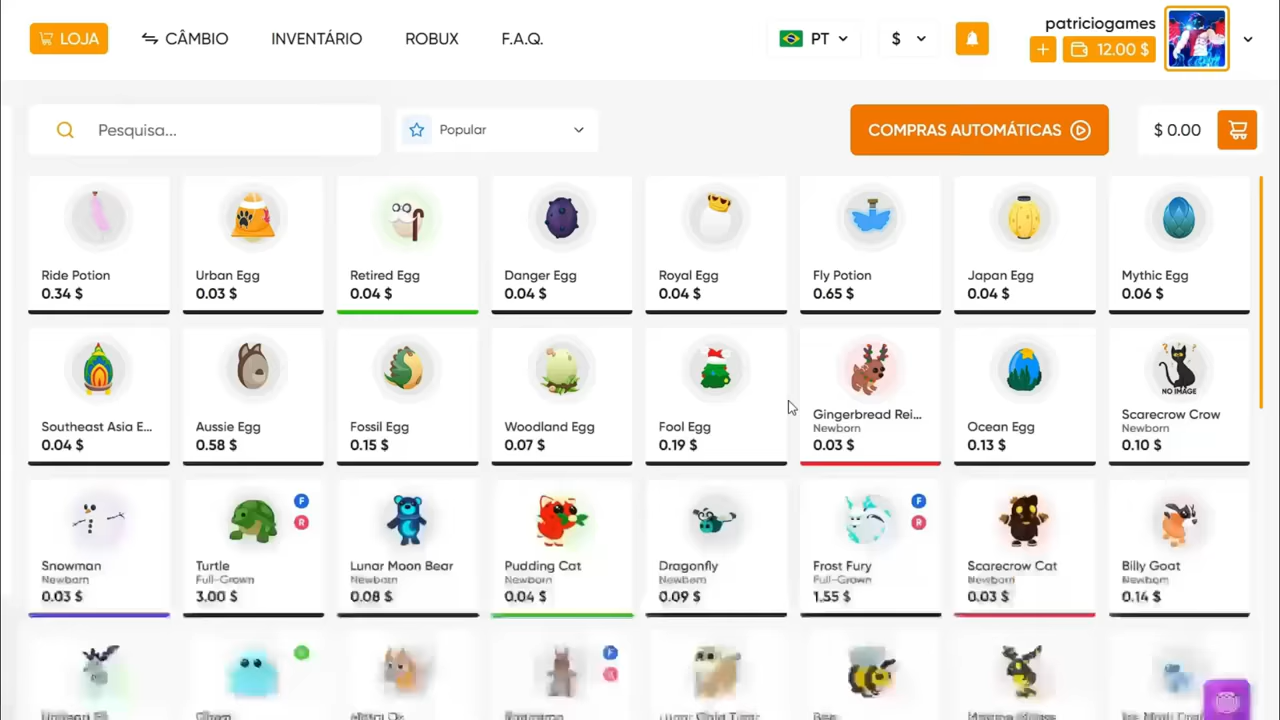 LOJA
CÂMBIO
INVENTÁRIO
ROBUX
F.A.Q.
PT
$
patriciogames
+ 12.00 $
Pesquisa...
Popular
COMPRAS AUTOMÁTICAS
$ 0.00
Ride Potion
0.34 $
Urban Egg
0.03 $
Retired Egg
0.04 $
Danger Egg
0.04 $
Royal Egg
0.04 $
Fly Potion
0.65 $
Japan Egg
0.04 $
Mythic Egg
0.06 $
Southeast Asia E...
0.04 $
Aussie Egg
0.58 $
Fossil Egg
0.15 $
Woodland Egg
0.07 $
Fool Egg
0.19 $
Gingerbread Rei...
Newborn
0.03 $
Ocean Egg
0.13 $
NO IMAGE
Scarecrow Crow
Newborn
0.10 $
Snowman
Newborn
0.03 $
F
R
Turtle
Full-Grown
3.00 $
Lunar Moon Bear
Newborn
0.08 $
Pudding Cat
Newborn
0.04 $
Dragonfly
Newborn
0.09 $
F
R
Frost Fury
Full-Grown
1.55 $
Scarecrow Cat
Newborn
0.03 $
Billy Goat
Newborn
0.14 $
F
R